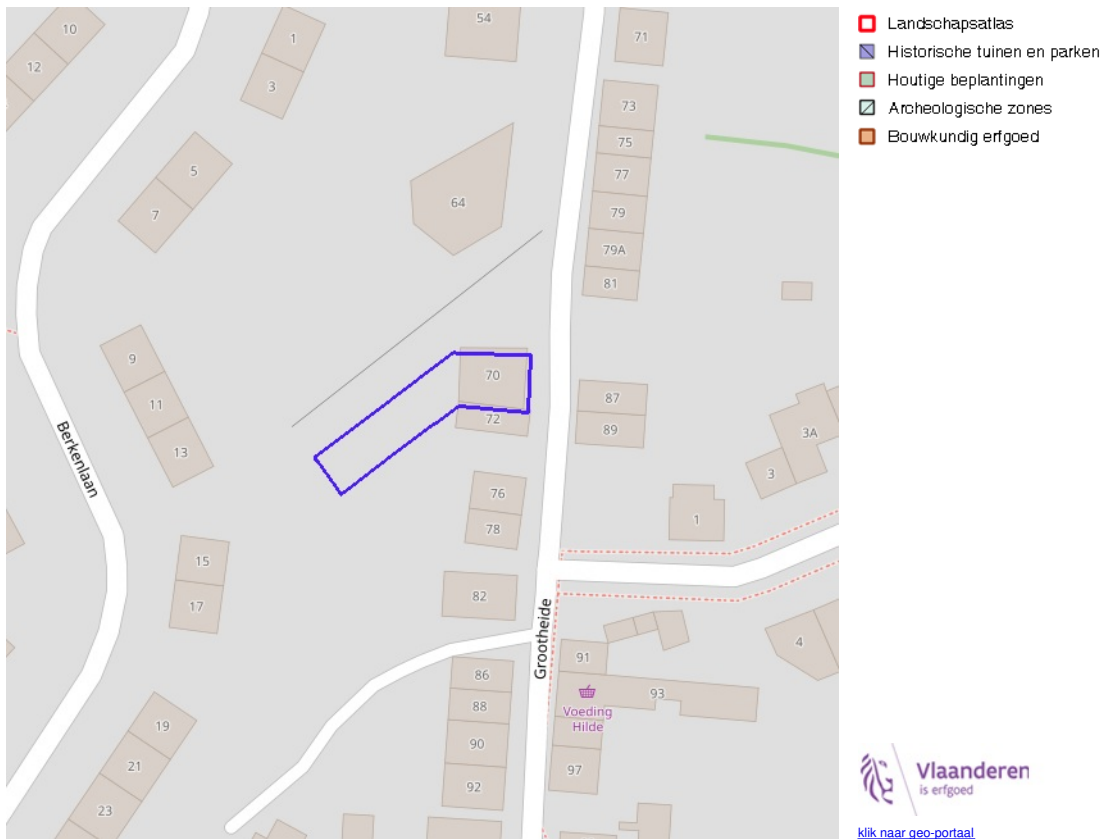 10
12
1
3
54
71
73
75
77
79
79A
81
5
7
64
9
11
13
70
72
87
89
3A
3
1
76
78
15
17
82
Berkenlaan
Grootheide
86
88
90
92
91
93
Voeding
Hilde
97
4
19
21
23
Landschapsatlas
Historische tuinen en parken
Houtige beplantingen
Archeologische zones
Bouwkundig erfgoed
Vlaanderen
is erfgoed
klik naar geo-portaal